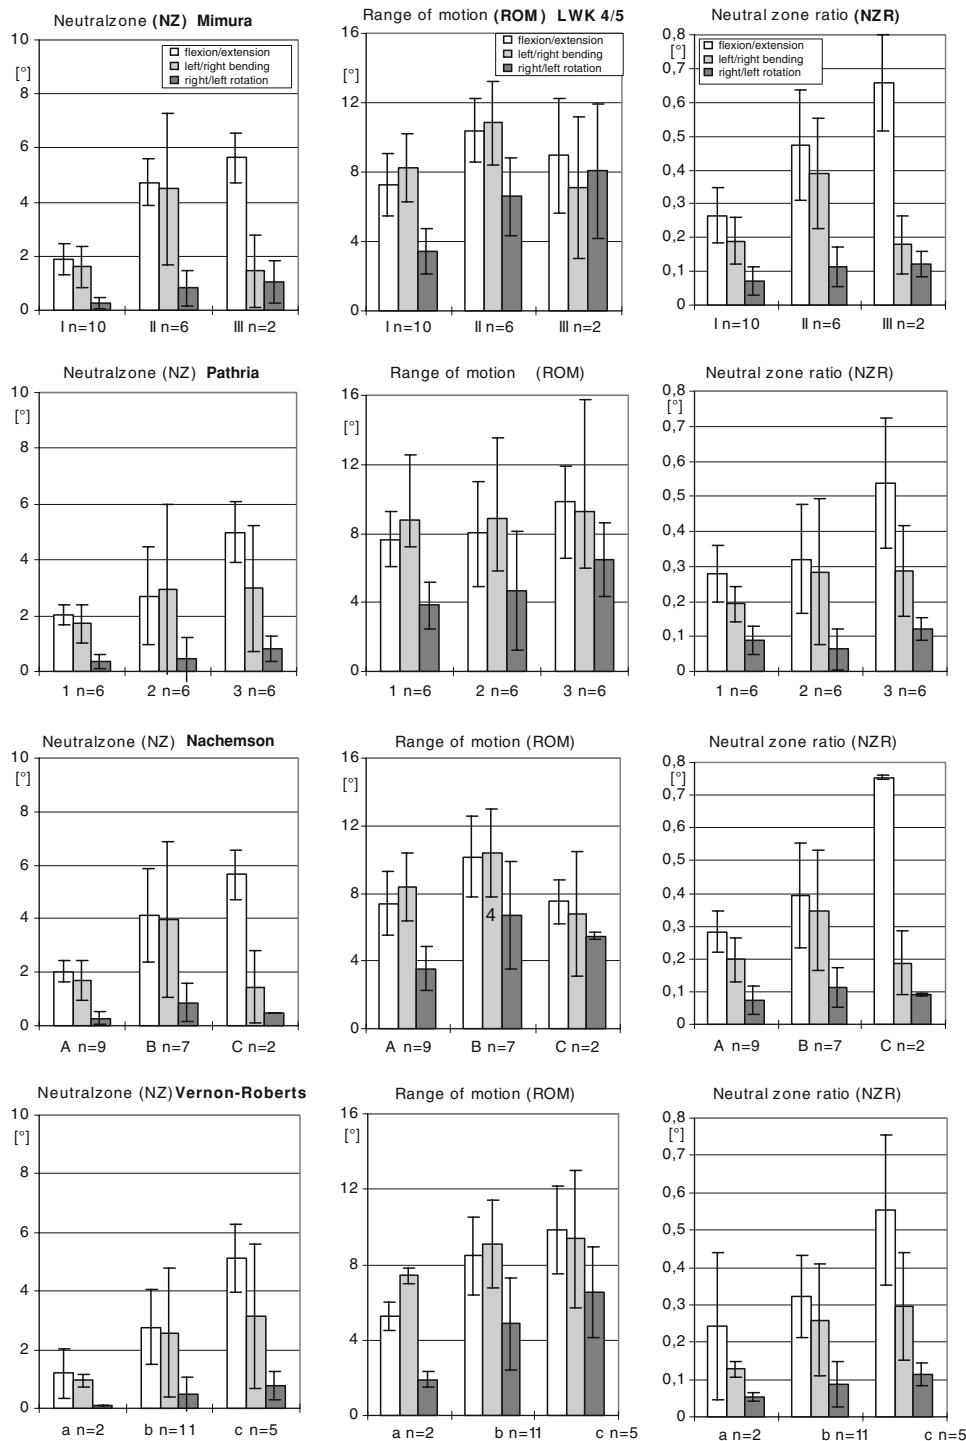 Neutralzone (NZ) Mimura
10
[°]
8
6
4
2
0
flexion/extension
left/right bending
right/left rotation
I n=10 II n=6 III n=2
Range of motion (ROM) LWK 4/5
16
[°]
12
8
4
0
flexion/extension
left/right bending
right/left rotation
I n=10 II n=6 III n=2
Neutral zone ratio (NZR)
0,8
[°]
0,7
0,6
0,5
0,4
0,3
0,2
0,1
0
flexion/extension
left/right bending
right/left rotation
I n=10 II n=6 III n=2
Neutralzone (NZ) Pathria
10
[°]
8
6
4
2
0
1 n=6 2 n=6 3 n=6
Range of motion (ROM)
16
[°]
12
8
4
0
1 n=6 2 n=6 3 n=6
Neutral zone ratio (NZR)
0,8
[°]
0,7
0,6
0,5
0,4
0,3
0,2
0,1
0
1 n=6 2 n=6 3 n=6
Neutralzone (NZ) Nachemson
10
[°]
8
6
4
2
0
A n=9 B n=7 C n=2
Range of motion (ROM)
16
[°]
12
8
4
4
0
A n=9 B n=7 C n=2
Neutral zone ratio (NZR)
0,8
[°]
0,7
0,6
0,5
0,4
0,3
0,2
0,1
0
A n=9 B n=7 C n=2
Neutralzone (NZ) Vernon-Roberts
10
[°]
8
6
4
2
0
a n=2 b n=11 c n=5
Range of motion (ROM)
16
[°]
12
8
4
0
a n=2 b n=11 c n=5
Neutral zone ratio (NZR)
0,8
[°]
0,7
0,6
0,5
0,4
0,3
0,2
0,1
0
a n=2 b n=11 c n=5